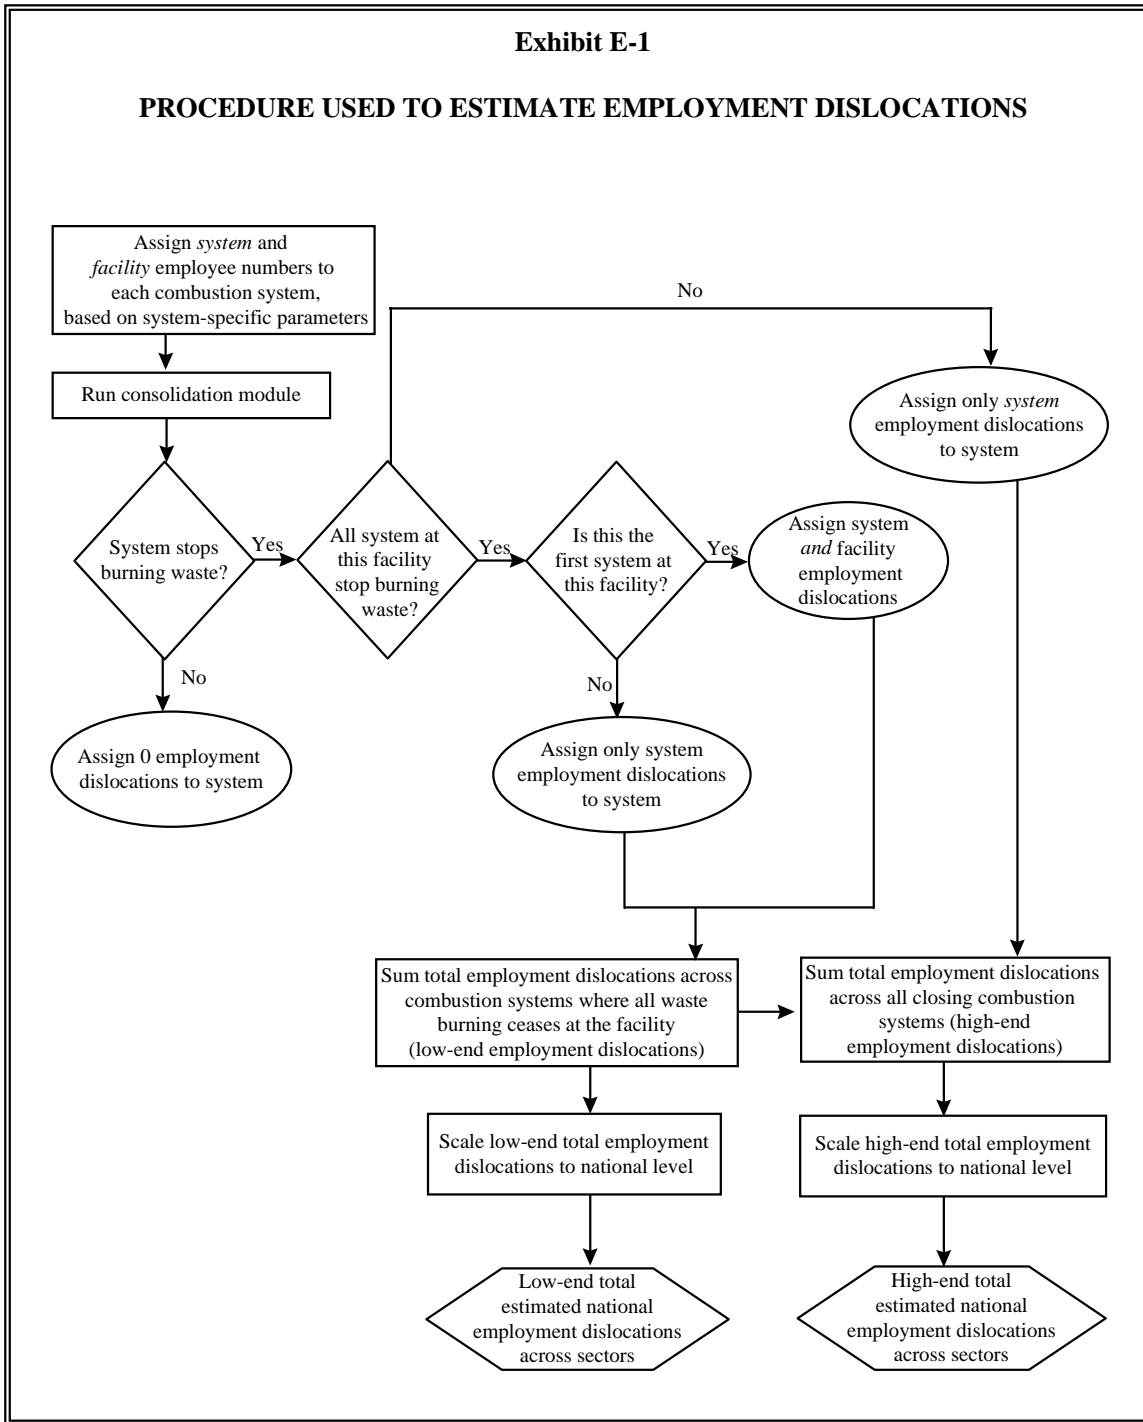 Exhibit E-1
PROCEDURE USED TO ESTIMATE EMPLOYMENT DISLOCATIONS
Assign system and
facility employee numbers to
each combustion system,
based on system-specific parameters
No
Run consolidation module
Assign only system
employment dislocations
to system
System stops
burning waste?
Yes
All system at
this facility
stop burning
waste?
Yes
Is this the
first system at
this facility?
Yes
Assign system
and facility
employment
dislocations
No
No
Assign 0 employment
dislocations to system
Assign only system
employment dislocations
to system
Sum total employment dislocations across
combustion systems where all waste
burning ceases at the facility
(low-end employment dislocations)
Sum total employment dislocations
across all closing combustion
systems (high-end
employment dislocations)
Scale low-end total employment
dislocations to national level
Scale high-end total employment
dislocations to national level
Low-end total
estimated national
employment dislocations
across sectors
High-end total
estimated national
employment dislocations
across sectors